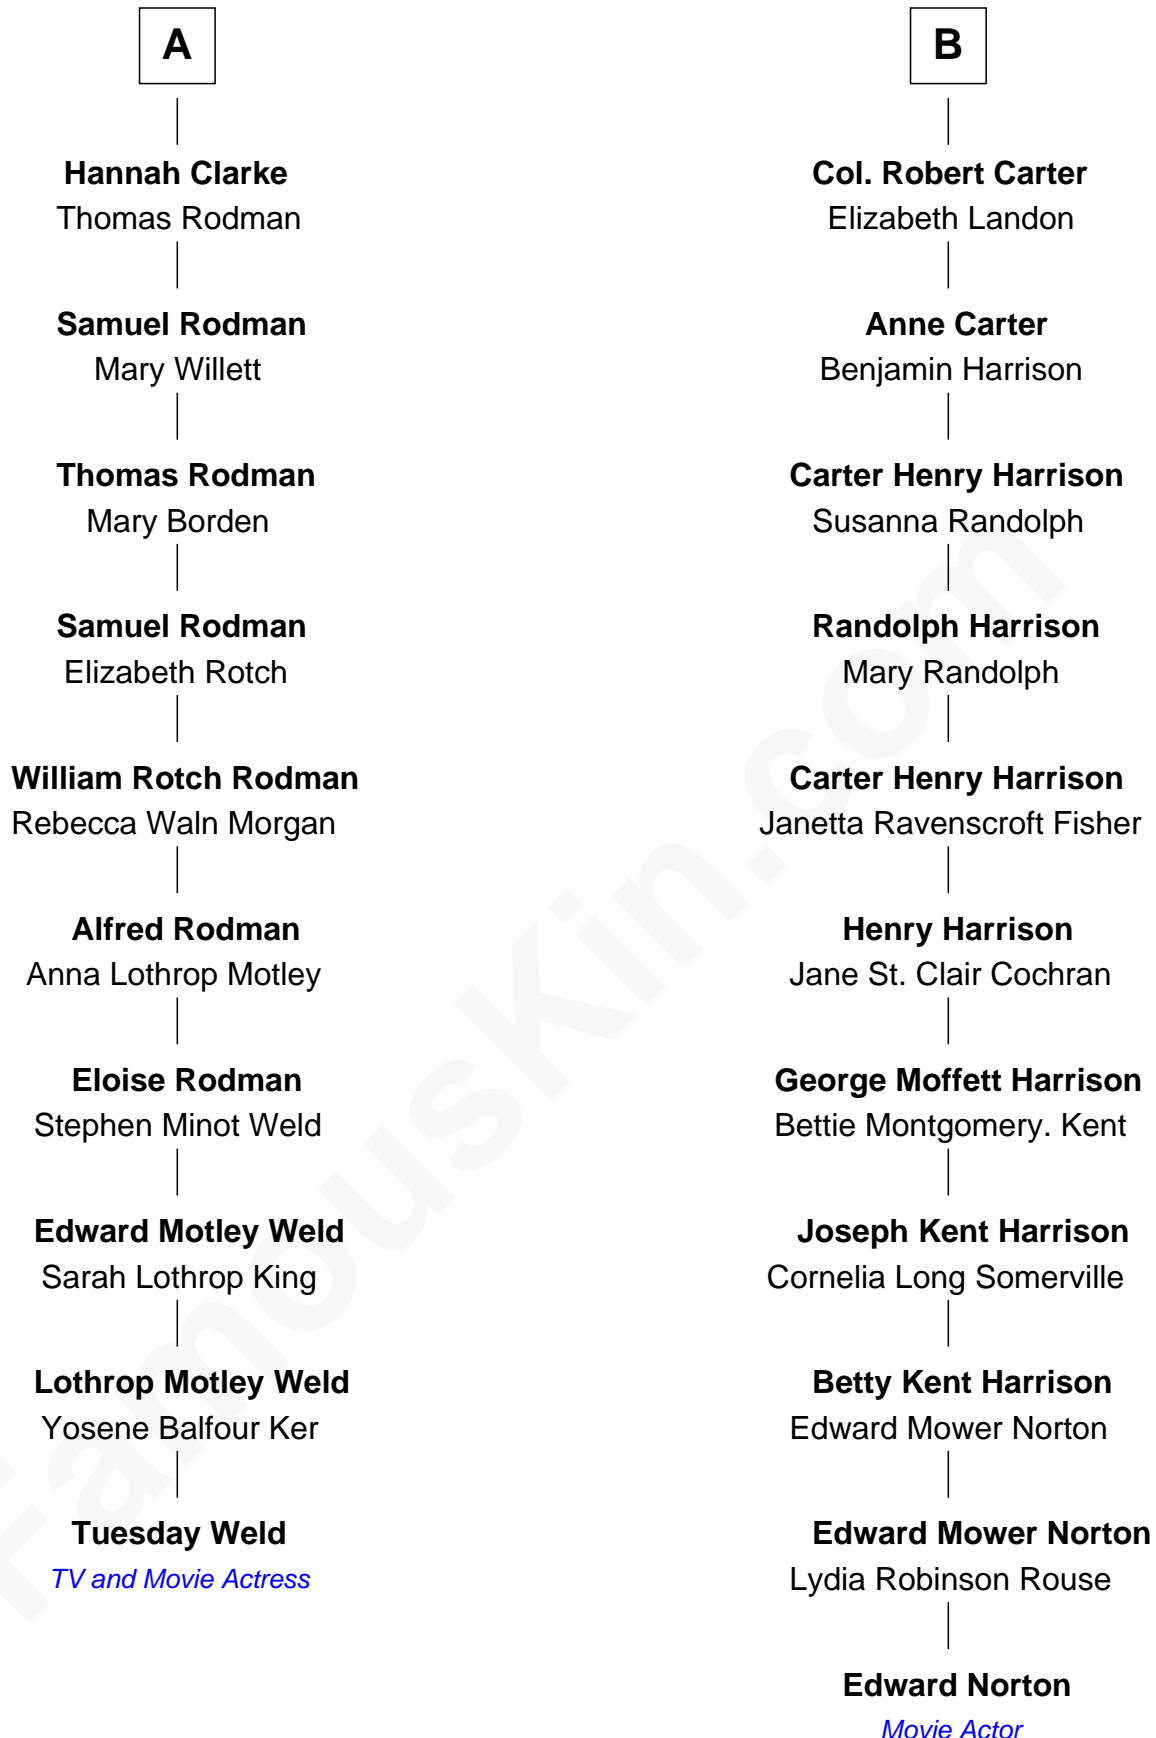 A
Hannah Clarke
Thomas Rodman
Samuel Rodman
Mary Willett
Thomas Rodman
Mary Borden
Samuel Rodman
Elizabeth Rotch
William Rotch Rodman
Rebecca Waln Morgan
Alfred Rodman
Anna Lothrop Motley
Eloise Rodman
Stephen Minot Weld
Edward Motley Weld
Sarah Lothrop King
Lothrop Motley Weld
Yosene Balfour Ker
Tuesday Weld
TV and Movie Actress
B
Col. Robert Carter
Elizabeth Landon
Anne Carter
Benjamin Harrison
Carter Henry Harrison
Susanna Randolph
Randolph Harrison
Mary Randolph
Carter Henry Harrison
Janetta Ravenscroft Fisher
Henry Harrison
Jane St. Clair Cochran
George Moffett Harrison
Bettie Montgomery. Kent
Joseph Kent Harrison
Cornelia Long Somerville
Betty Kent Harrison
Edward Mower Norton
Edward Mower Norton
Lydia Robinson Rouse
Edward Norton
Movie Actor
FamousKin.com